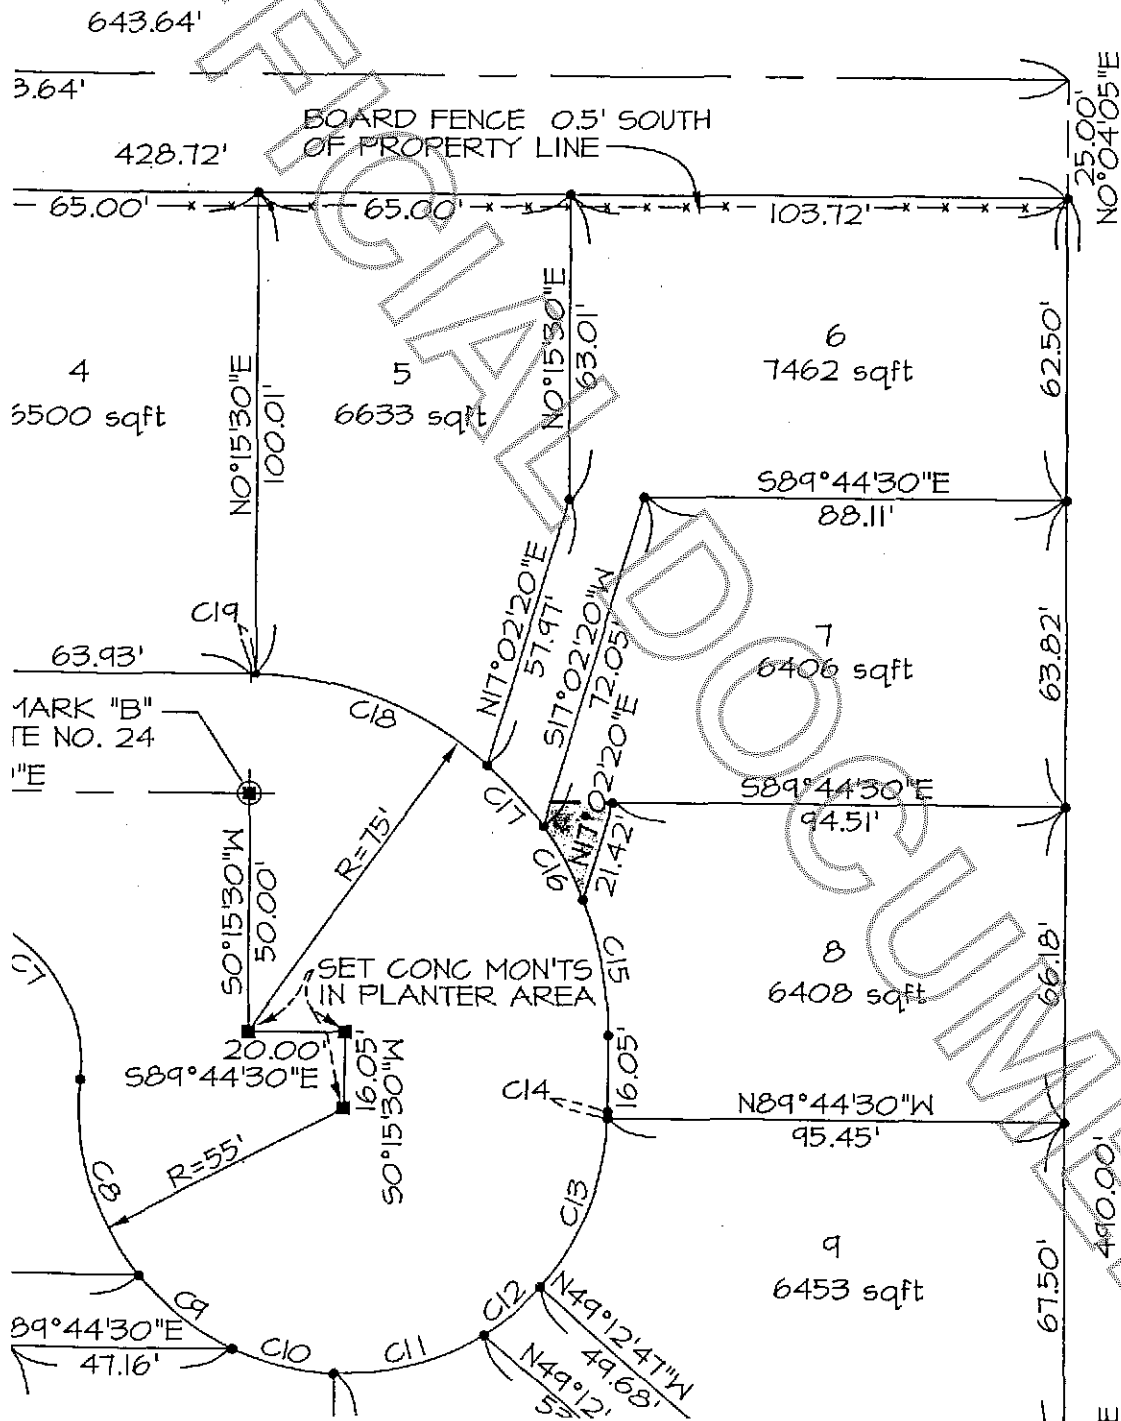 643.64'
3.64'
BOARD FENCE 0.5' SOUTH
OF PROPERTY LINE
428.72'
25.00'
N0°04'05"E
65.00'
65.00'
103.72'
4
6500 sqft
N0°15'30"E
100.01'
5
6633 sqft
N0°15'30"E
63.01'
6
7462 sqft
62.50'
S89°44'30"E
88.11'
C19
63.93'
N17°02'20"E
57.97'
S17°02'20"W
72.05'
7
6406 sqft
63.82'
MARK "B"
TE NO. 24
"E
C18
C17
R=75'
N17°02'20"E
21.42'
S89°44'30"E
94.51'
C16
S0°15'30"W
50.00'
C7
SET CONC MON'TS
IN PLANTER AREA
C15
8
6408 sqft
66.18'
20.00'
S89°44'30"E
16.05'
S0°15'30"W
16.05'
C14
N89°44'30"W
95.45'
R=55'
C8
C13
9
6453 sqft
490.00'
67.50'
C9
C10
C11
C12
89°44'30"E
47.16'
N49°12'47"W
49.68'
N49°12'
53
E
FICIAL DOCUME